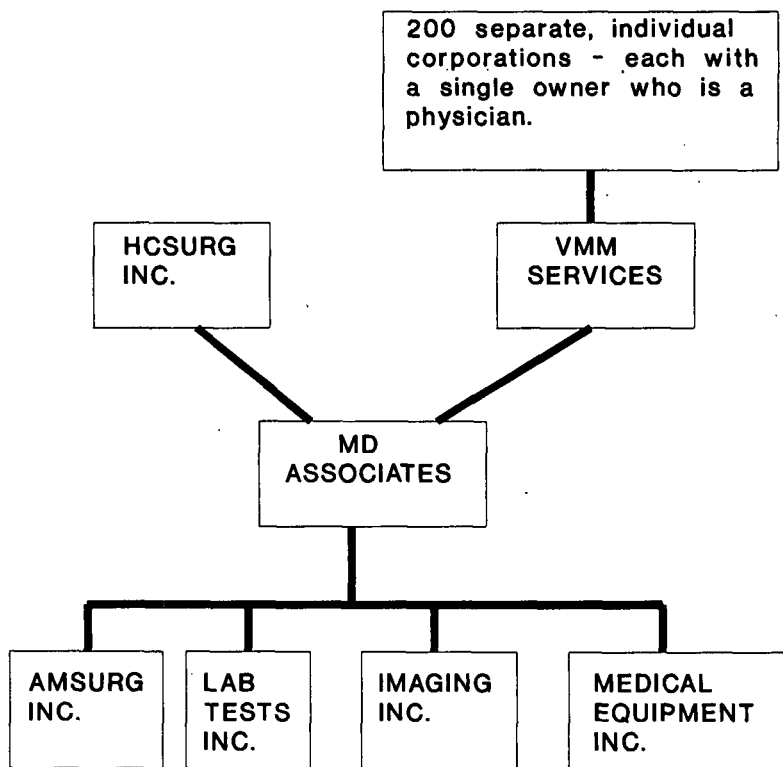 200 separate, individual
corporations - each with
a single owner who is a
physician.
HCSURG
INC.
VMM
SERVICES
MD
ASSOCIATES
AMSURG
INC.
LAB
TESTS
INC.
IMAGING
INC.
MEDICAL
EQUIPMENT
INC.